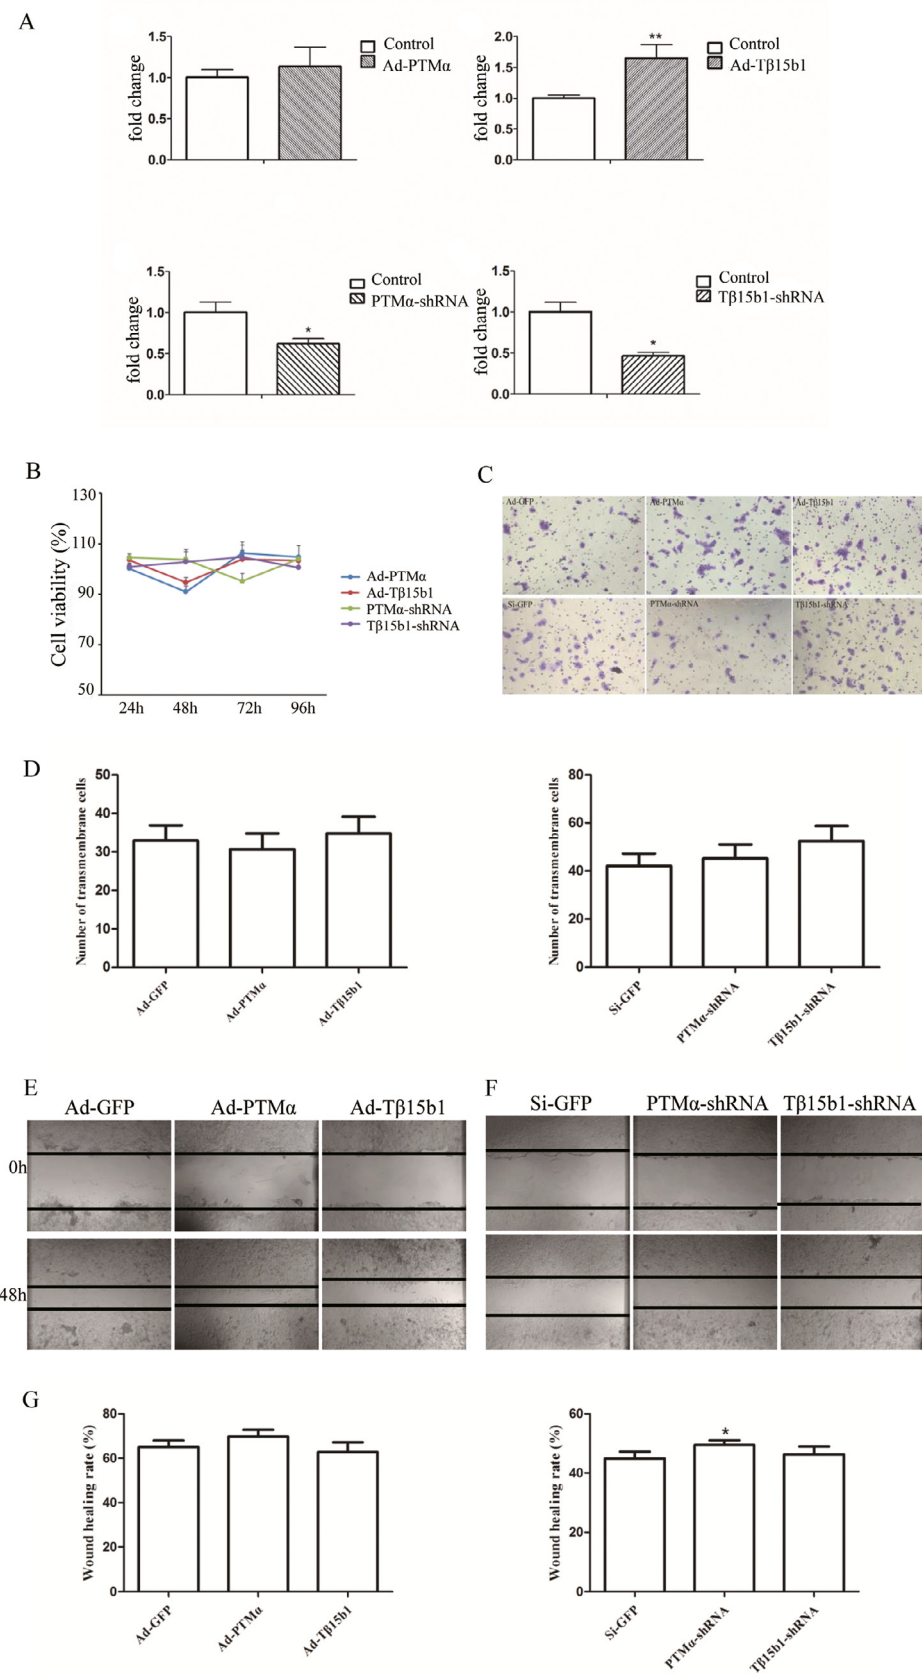 A
fold change
1.5
1.0
0.5
0.0
Control
Ad-PTMα
fold change
2.0
1.5
1.0
0.5
0.0
**
Control
Ad-Tβ15b1
fold change
1.5
1.0
0.5
0.0
*
Control
PTMα-shRNA
fold change
1.5
1.0
0.5
0.0
*
Control
Tβ15b1-shRNA
B
Cell viability (%)
130
110
90
70
50
24h 48h 72h 96h
Ad-PTMα
Ad-Tβ15b1
PTMα-shRNA
Tβ15b1-shRNA
C
Ad-GFP
Ad-PTMα
Ad-Tβ15b1
Si-GFP
PTMα-shRNA
Tβ15b1-shRNA
D
Number of transmembrane cells
50
40
30
20
10
0
Ad-GFP
Ad-PTMα
Ad-Tβ15b1
Number of transmembrane cells
80
60
40
20
0
Si-GFP
PTMα-shRNA
Tβ15b1-shRNA
E
Ad-GFP
Ad-PTMα
Ad-Tβ15b1
0h
48h
F
Si-GFP
PTMα-shRNA
Tβ15b1-shRNA
G
Wound healing rate (%)
80
60
40
20
0
Ad-GFP
Ad-PTMα
Ad-Tβ15b1
Wound healing rate (%)
60
40
20
0
*
Si-GFP
PTMα-shRNA
Tβ15b1-shRNA